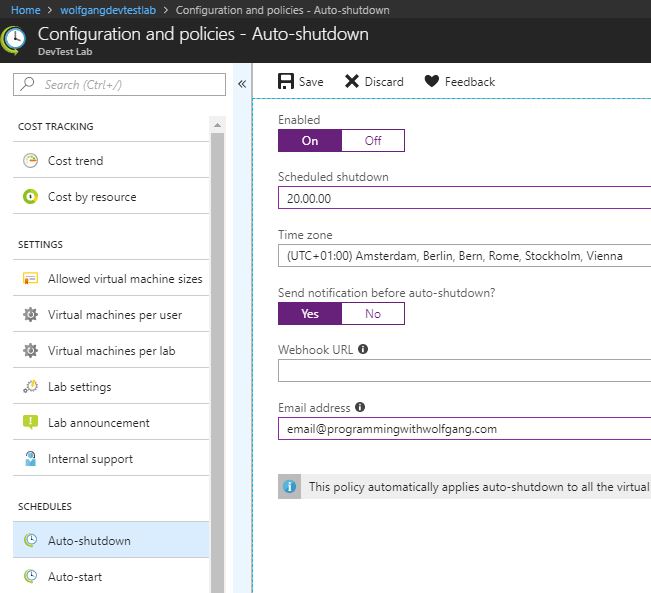 Home > wolfgangdevtestlab > Configuration and policies - Auto-shutdown
Configuration and policies - Auto-shutdown
DevTest Lab
Search (Ctrl+/)
COST TRACKING
Cost trend
Cost by resource
SETTINGS
Allowed virtual machine sizes
Virtual machines per user
Virtual machines per lab
Lab settings
Lab announcement
Internal support
SCHEDULES
Auto-shutdown
Auto-start
Save Discard Feedback
Enabled
On Off
Scheduled shutdown
20.00.00
Time zone
(UTC+01:00) Amsterdam, Berlin, Bern, Rome, Stockholm, Vienna
Send notification before auto-shutdown?
Yes No
Webhook URL
Email address
email@programmingwithwolfgang.com
This policy automatically applies auto-shutdown to all the virtual